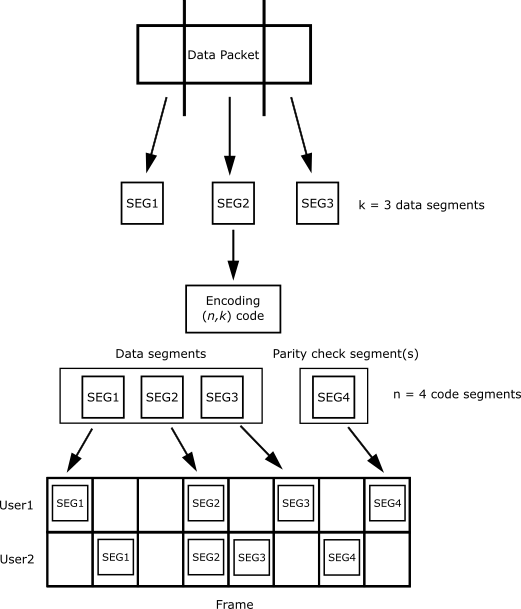 Data Packet
SEG1 SEG2 SEG3 k = 3 data segments
Encoding
(n,k) code
Data segments Parity check segment(s)
SEG1 SEG2 SEG3 SEG4 n = 4 code segments
User1 SEG1 SEG2 SEG3 SEG4
User2 SEG1 SEG2 SEG3 SEG4
Frame